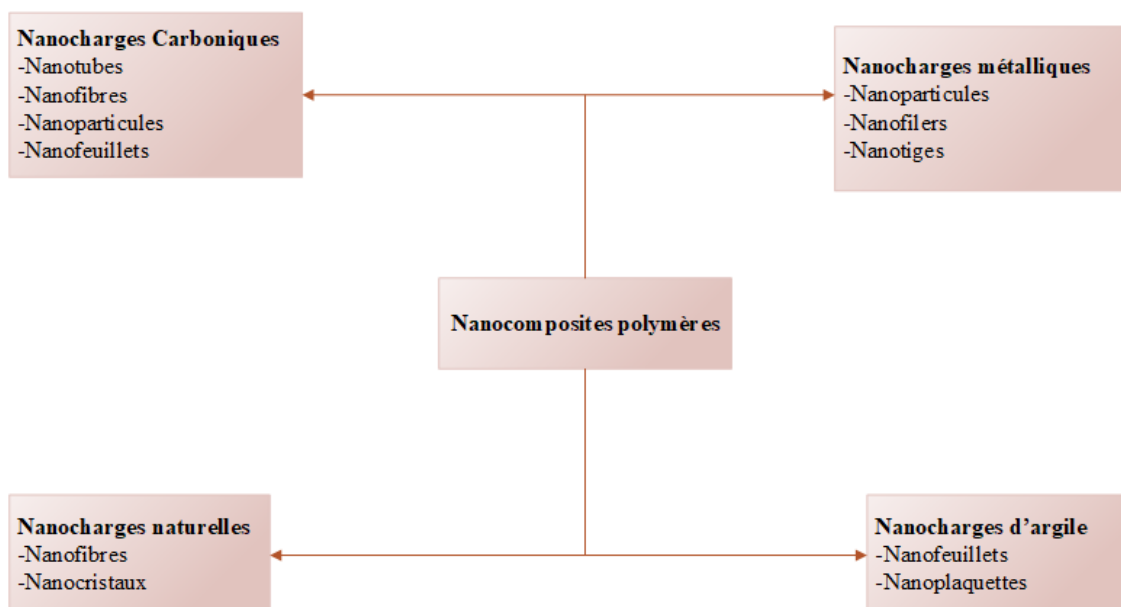 Nanocharges Carboniques
-Nanotubes
-Nanofibres
-Nanoparticules
-Nanofeuillets
Nanocharges métalliques
-Nanoparticules
-Nanofilers
-Nanotiges
Nanocomposites polymères
Nanocharges naturelles
-Nanofibres
-Nanocristaux
Nanocharges d’argile
-Nanofeuillets
-Nanoplaquettes